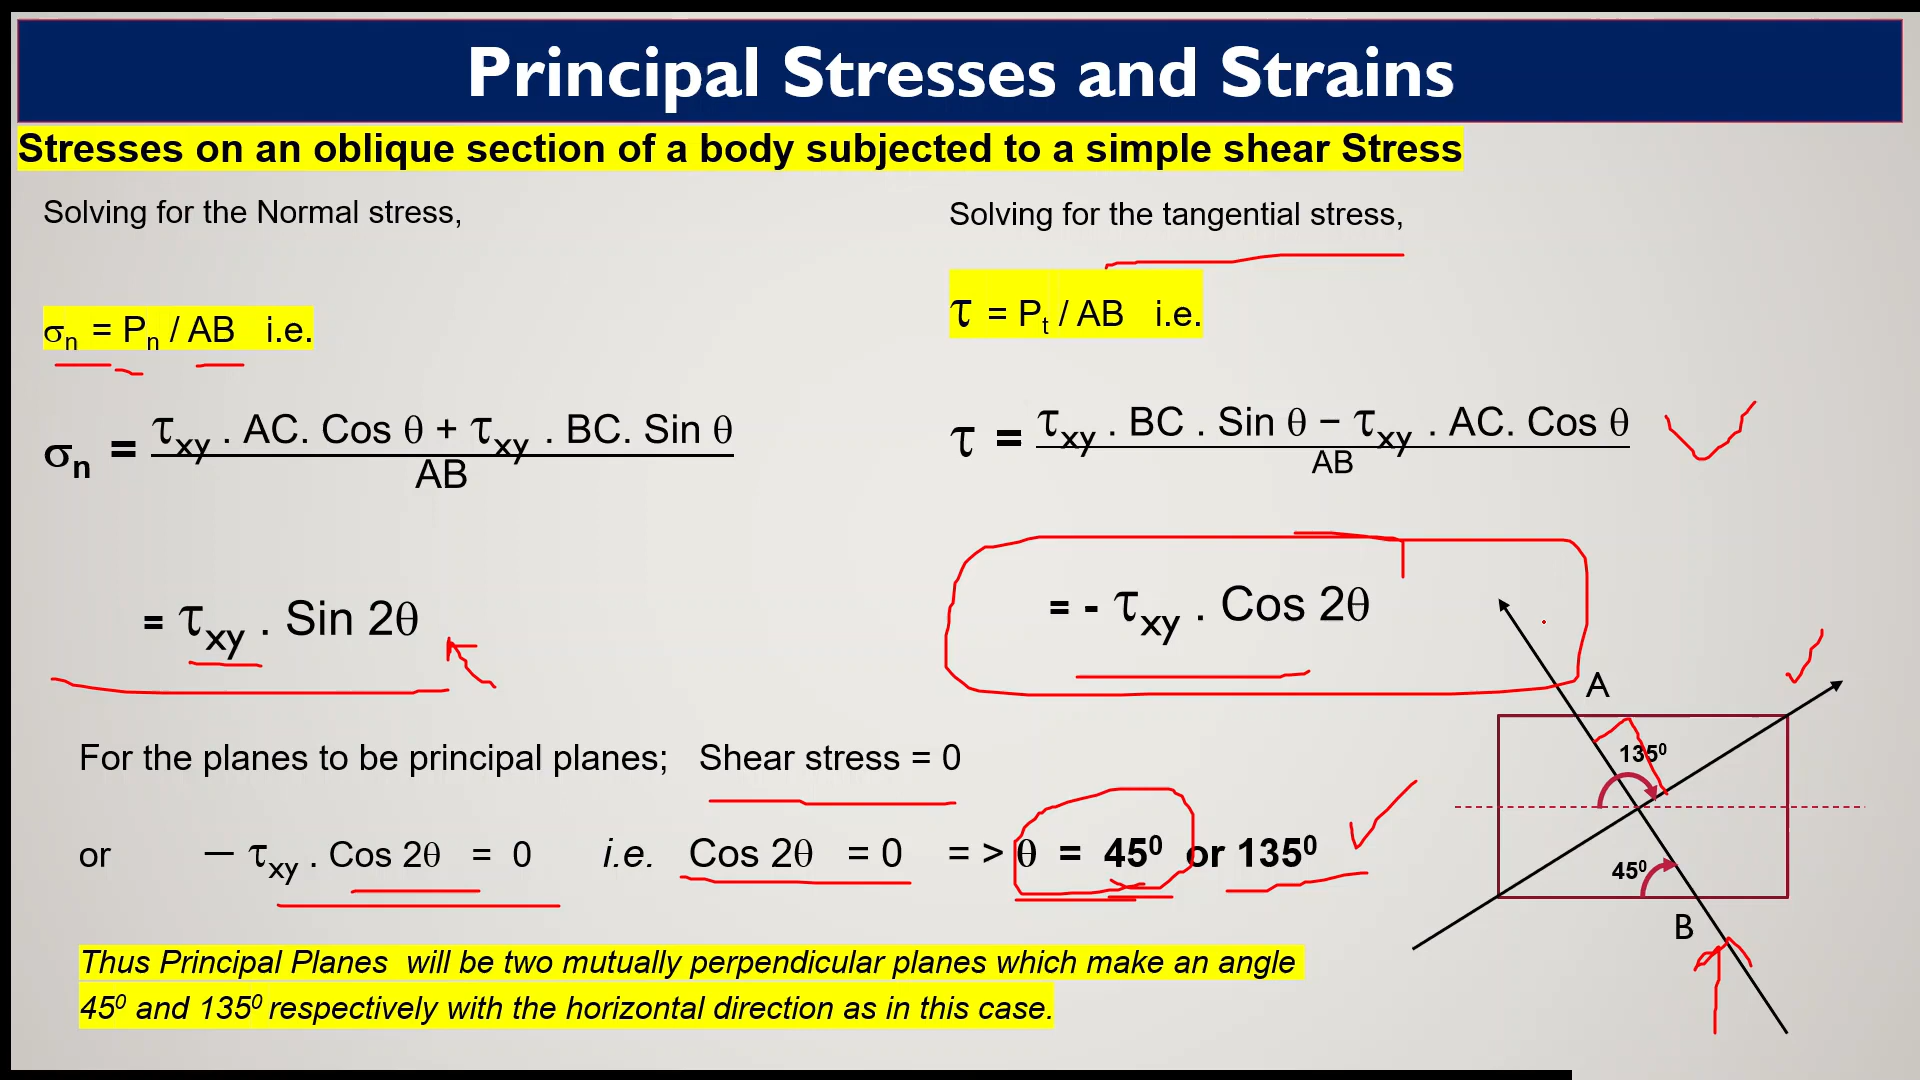 Principal Stresses and Strains
Stresses on an oblique section of a body subjected to a simple shear Stress
Solving for the Normal stress,
σn = Pn / AB i.e.
σn = τxy . AC. Cos θ + τxy . BC. Sin θ
AB
= τxy . Sin 2θ
Solving for the tangential stress,
τ = Pt / AB i.e.
τ = τxy . BC . Sin θ – τxy . AC. Cos θ
AB
= - τxy . Cos 2θ
For the planes to be principal planes; Shear stress = 0
or – τxy . Cos 2θ = 0 i.e. Cos 2θ = 0 = > θ = 45⁰ or 135⁰
Thus Principal Planes will be two mutually perpendicular planes which make an angle
45⁰ and 135⁰ respectively with the horizontal direction as in this case.
A
135⁰
45⁰
B